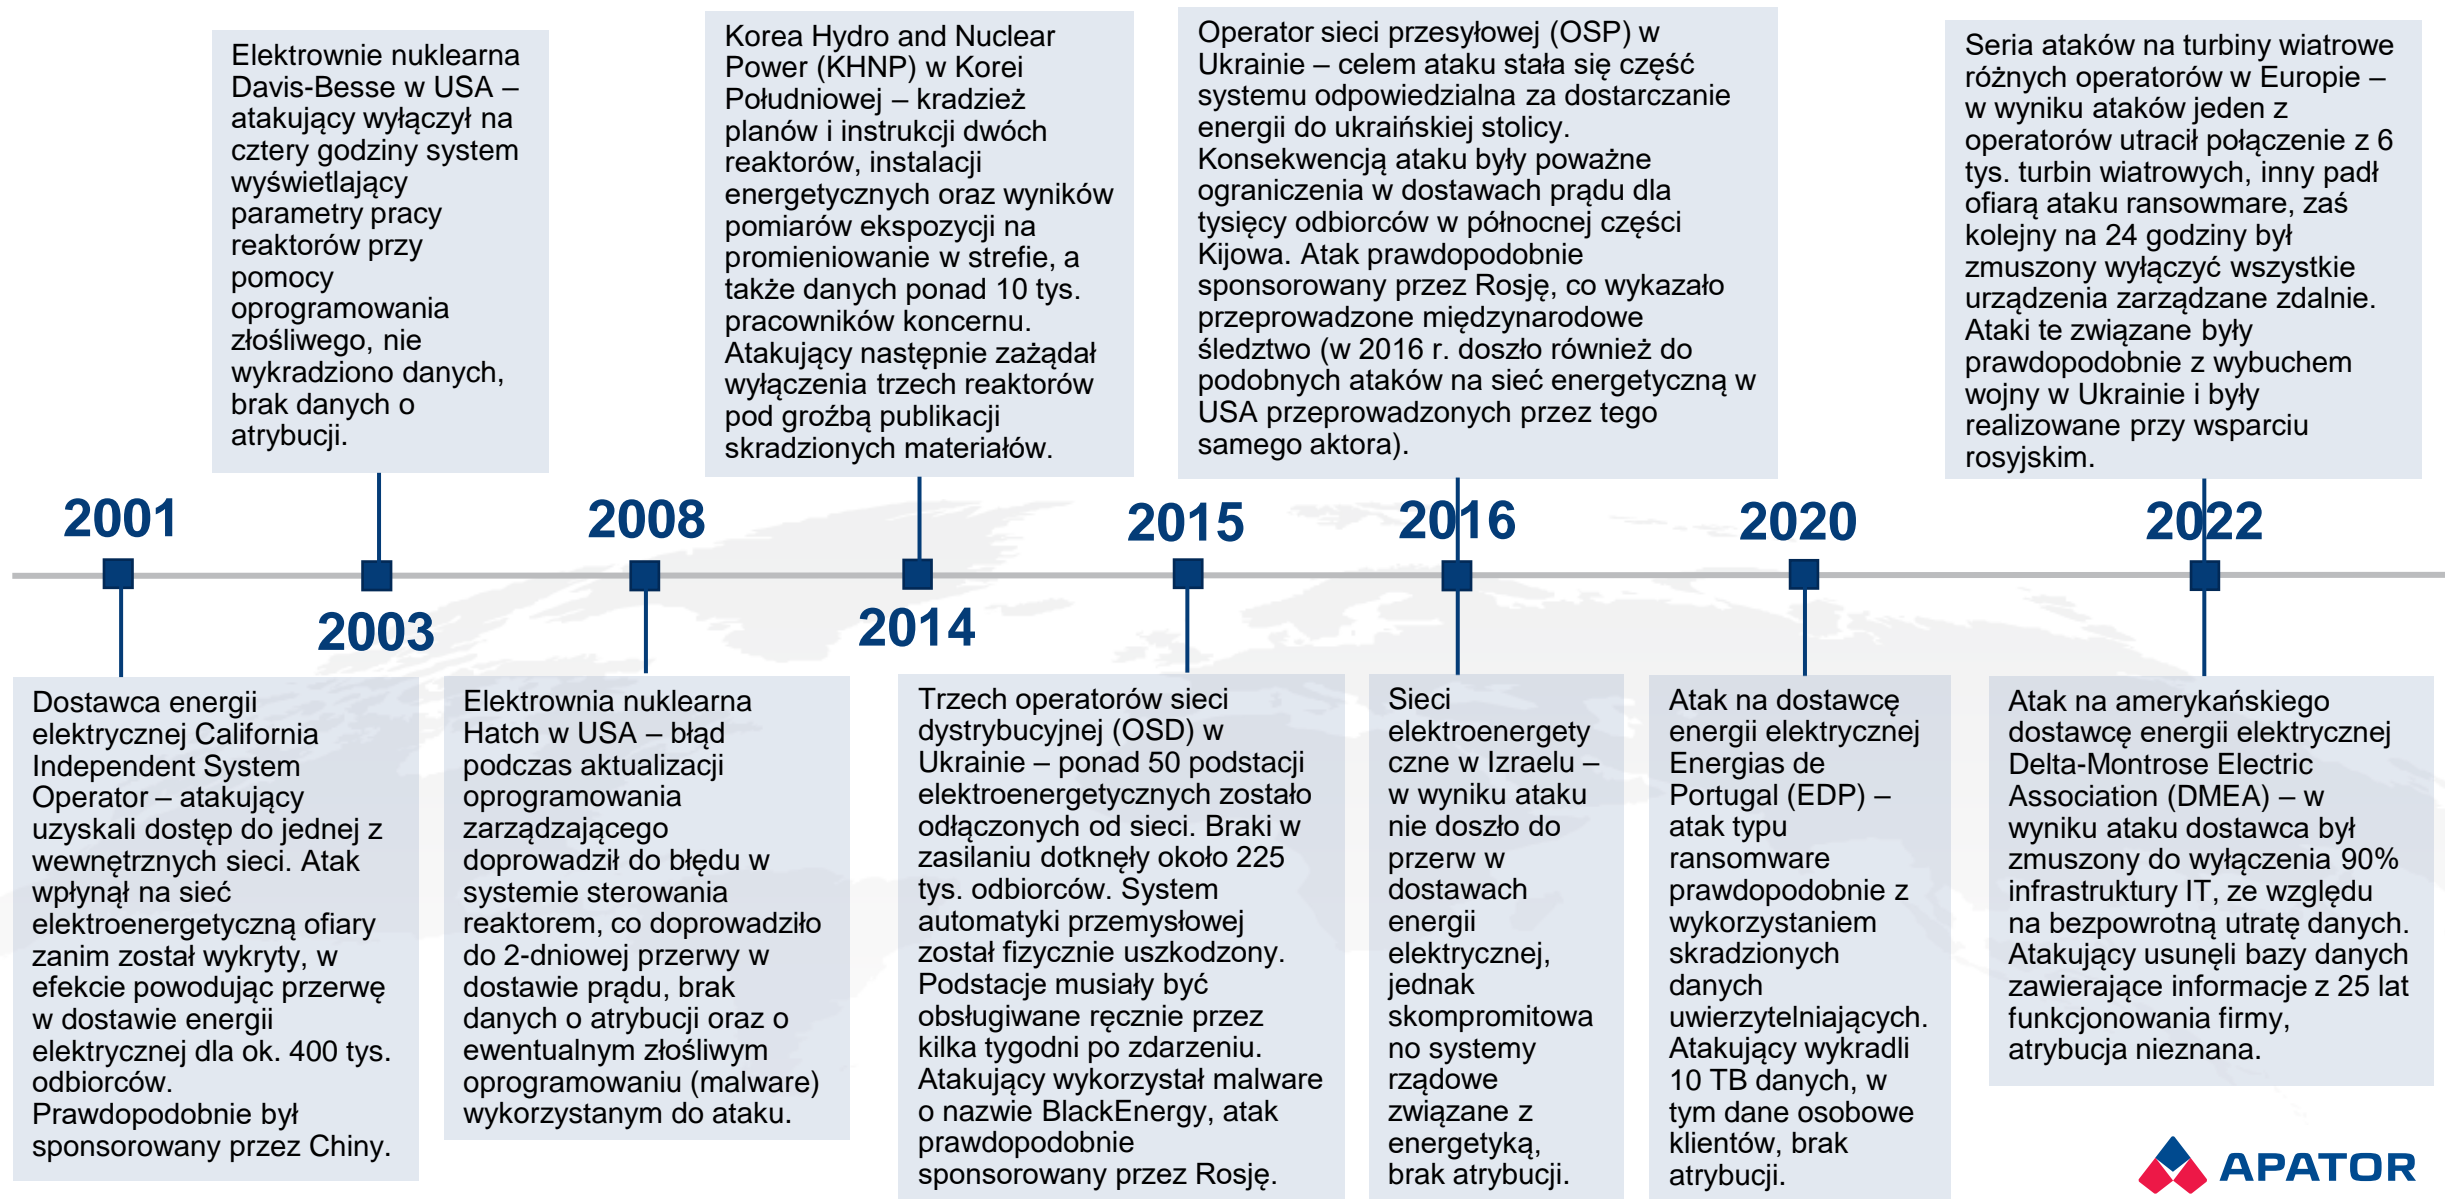 Elektrownie nuklearna
Davis-Besse w USA –
atakujący wyłączył na
cztery godziny system
wyświetlający
parametry pracy
reaktorów przy
pomocy
oprogramowania
złośliwego, nie
wykradziono danych,
brak danych o
atrybucji.
Korea Hydro and Nuclear
Power (KHNP) w Korei
Południowej – kradzież
planów i instrukcji dwóch
reaktorów, instalacji
energetycznych oraz wyników
pomiarów ekspozycji na
promieniowanie w strefie, a
także danych ponad 10 tys.
pracowników koncernu.
Atakujący następnie zażądał
wyłączenia trzech reaktorów
pod groźbą publikacji
skradzionych materiałów.
Operator sieci przesyłowej (OSP) w
Ukrainie – celem ataku stała się część
systemu odpowiedzialna za dostarczanie
energii do ukraińskiej stolicy.
Konsekwencją ataku były poważne
ograniczenia w dostawach prądu dla
tysięcy odbiorców w północnej części
Kijowa. Atak prawdopodobnie
sponsorowany przez Rosję, co wykazało
przeprowadzone międzynarodowe
śledztwo (w 2016 r. doszło również do
podobnych ataków na sieć energetyczną w
USA przeprowadzonych przez tego
samego aktora).
Seria ataków na turbiny wiatrowe
różnych operatorów w Europie –
w wyniku ataków jeden z
operatorów utracił połączenie z 6
tys. turbin wiatrowych, inny padł
ofiarą ataku ransowmare, zaś
kolejny na 24 godziny był
zmuszony wyłączyć wszystkie
urządzenia zarządzane zdalnie.
Ataki te związane były
prawdopodobnie z wybuchem
wojny w Ukrainie i były
realizowane przy wsparciu
rosyjskim.
2001
2008
2015
2016
2020
2022
2003
2014
Dostawca energii
elektrycznej California
Independent System
Operator – atakujący
uzyskali dostęp do jednej z
wewnętrznych sieci. Atak
wpłynął na sieć
elektroenergetyczną ofiary
zanim został wykryty, w
efekcie powodując przerwę
w dostawie energii
elektrycznej dla ok. 400 tys.
odbiorców.
Prawdopodobnie był
sponsorowany przez Chiny.
Elektrownia nuklearna
Hatch w USA – błąd
podczas aktualizacji
oprogramowania
zarządzającego
doprowadził do błędu w
systemie sterowania
reaktorem, co doprowadziło
do 2-dniowej przerwy w
dostawie prądu, brak
danych o atrybucji oraz o
ewentualnym złośliwym
oprogramowaniu (malware)
wykorzystanym do ataku.
Trzech operatorów sieci
dystrybucyjnej (OSD) w
Ukrainie – ponad 50 podstacji
elektroenergetycznych zostało
odłączonych od sieci. Braki w
zasilaniu dotknęły około 225
tys. odbiorców. System
automatyki przemysłowej
został fizycznie uszkodzony.
Podstacje musiały być
obsługiwane ręcznie przez
kilka tygodni po zdarzeniu.
Atakujący wykorzystał malware
o nazwie BlackEnergy, atak
prawdopodobnie
sponsorowany przez Rosję.
Sieci
elektroenergety
czne w Izraelu –
w wyniku ataku
nie doszło do
przerw w
dostawach
energii
elektrycznej,
jednak
skompromitowa
no systemy
rządowe
związane z
energetyką,
brak atrybucji.
Atak na dostawcę
energii elektrycznej
Energias de
Portugal (EDP) –
atak typu
ransomware
prawdopodobnie z
wykorzystaniem
skradzionych
danych
uwierzytelniających.
Atakujący wykradli
10 TB danych, w
tym dane osobowe
klientów, brak
atrybucji.
Atak na amerykańskiego
dostawcę energii elektrycznej
Delta-Montrose Electric
Association (DMEA) – w
wyniku ataku dostawca był
zmuszony do wyłączenia 90%
infrastruktury IT, ze względu
na bezpowrotną utratę danych.
Atakujący usunęli bazy danych
zawierające informacje z 25 lat
funkcjonowania firmy,
atrybucja nieznana.
APATOR